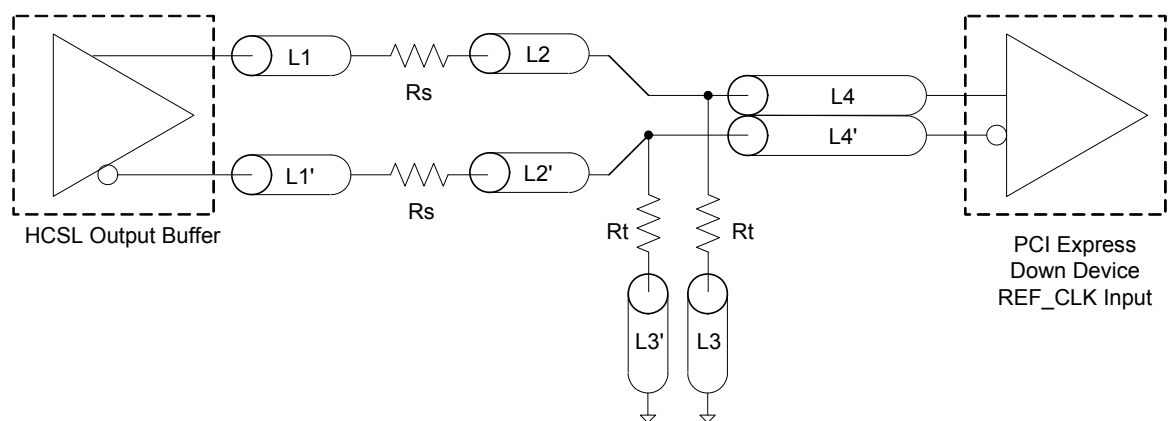 L1
Rs
L2
L4
L4'
L1'
Rs
L2'
HCSL Output Buffer
Rt
Rt
L3'
L3
PCI Express
Down Device
REF_CLK Input